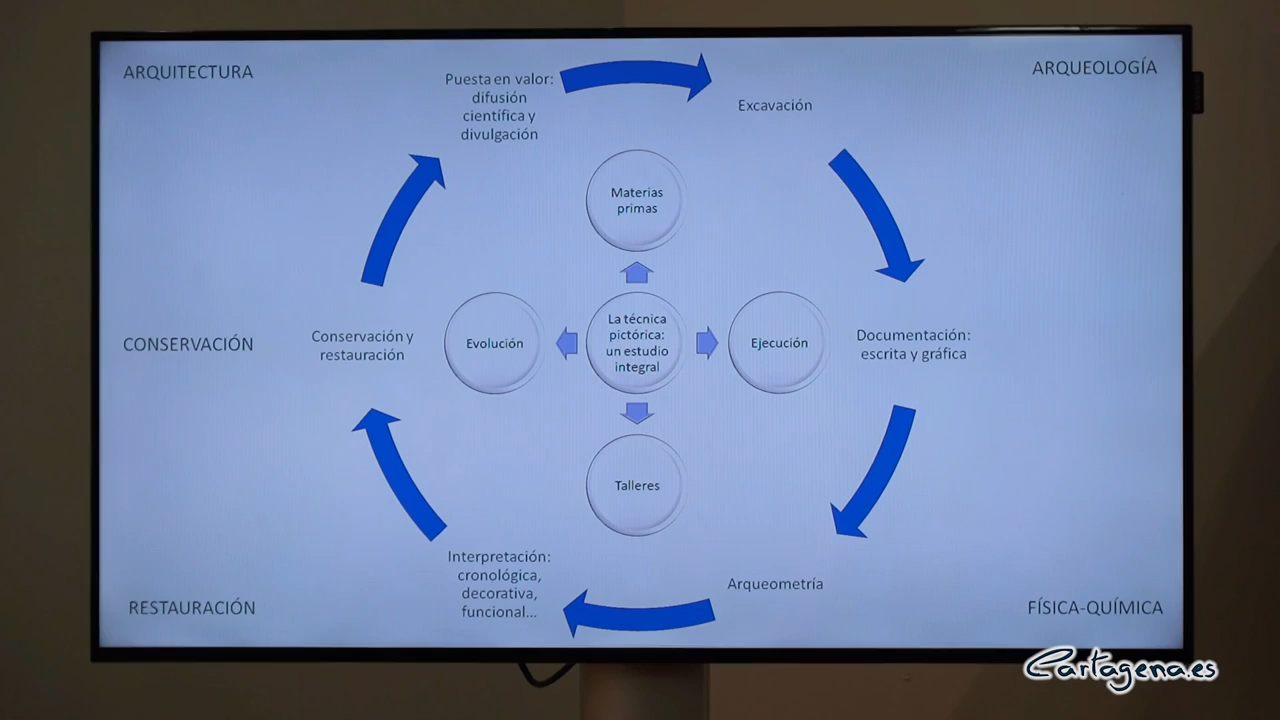 ARQUITECTURA
Puesta en valor:
difusión
científica y
divulgación
ARQUEOLOGÍA
Excavación
Materias
primas
CONSERVACIÓN
Conservación y
restauración
Evolución
La técnica
pictórica:
un estudio
integral
Ejecución
Documentación:
escrita y gráfica
Talleres
Interpretación:
cronológica,
decorativa,
funcional...
Arqueometría
RESTAURACIÓN
FÍSICA-QUÍMICA
Cartagena.es